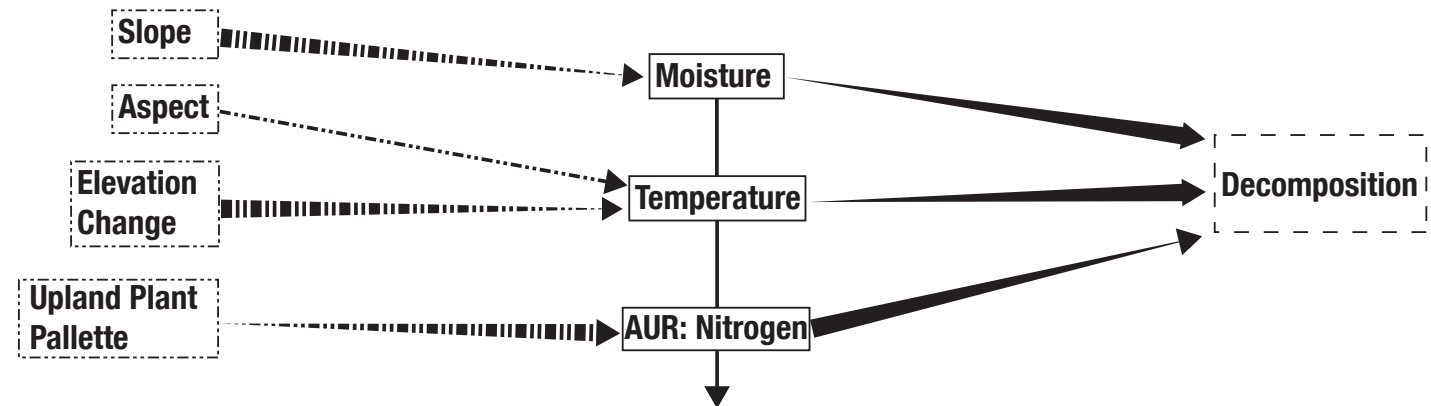 Slope
Aspect
Elevation
Change
Upland Plant
Pallette
Moisture
Temperature
AUR: Nitrogen
Decomposition